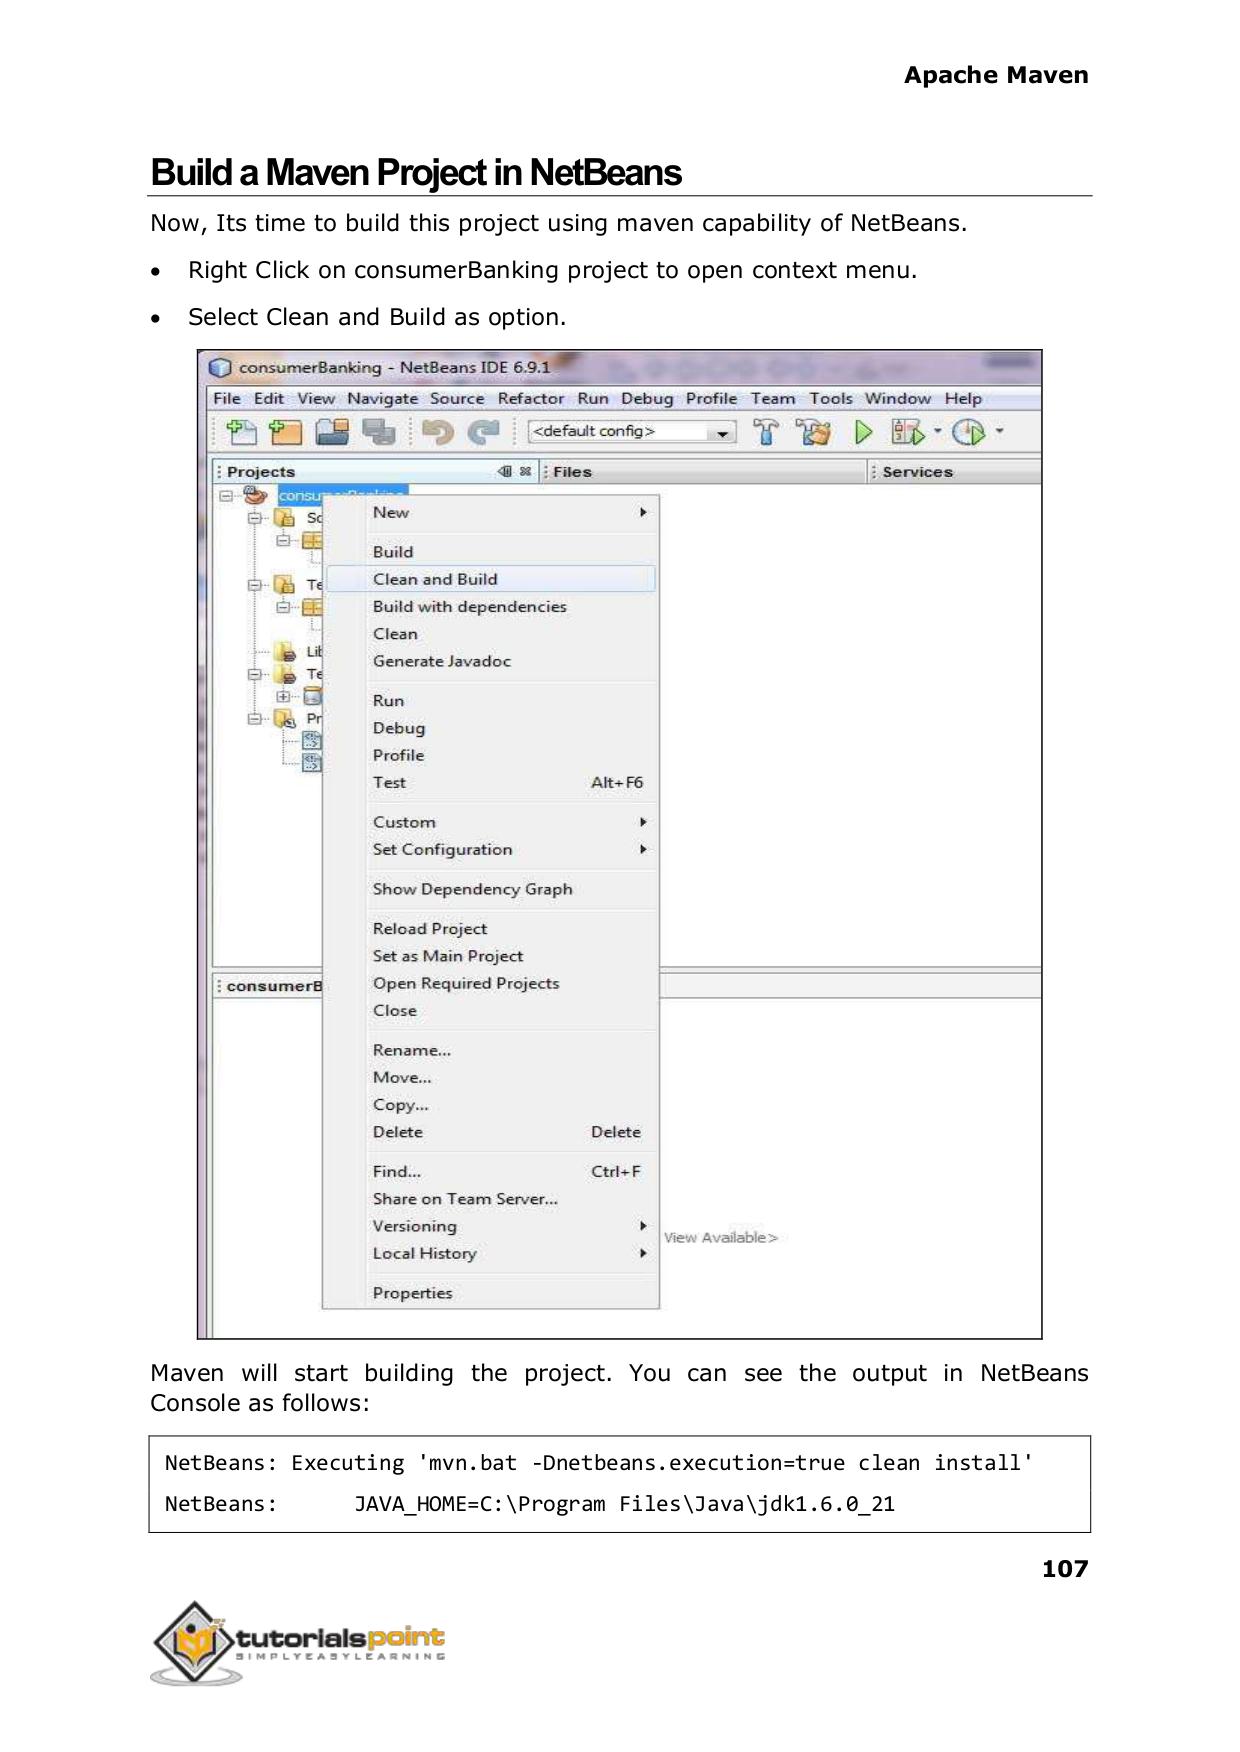 Apache Maven
Build a Maven Project in NetBeans
Now, Its time to build this project using maven capability of NetBeans.
• Right Click on consumerBanking project to open context menu.
• Select Clean and Build as option.
consumerBanking - NetBeans IDE 6.9.1
File Edit View Navigate Source Refactor Run Debug Profile Team Tools Window Help
<default config>
Projects Files Services
New
Build
Clean and Build
Build with dependencies
Clean
Generate Javadoc
Run
Debug
Profile
Test Alt+F6
Custom
Set Configuration
Show Dependency Graph
Reload Project
Set as Main Project
Open Required Projects
Close
Rename...
Move...
Copy...
Delete Delete
Find... Ctrl+F
Share on Team Server...
Versioning
Local History
Properties
consumerB
View Available>
Maven will start building the project. You can see the output in NetBeans
Console as follows:
NetBeans: Executing 'mvn.bat -Dnetbeans.execution=true clean install'
NetBeans: JAVA_HOME=C:\Program Files\Java\jdk1.6.0_21
107
tutorialspoint
SIMPLYEASYLEARNING